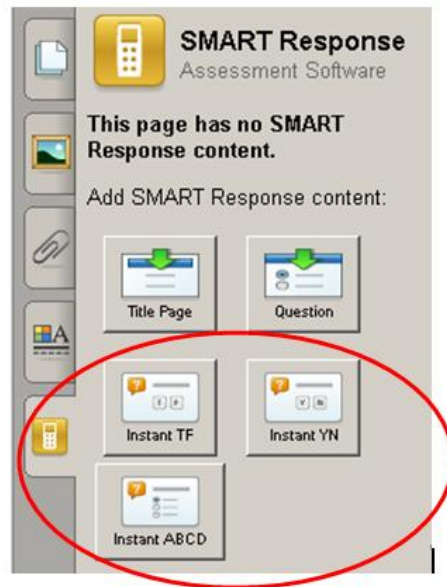 SMART Response
Assessment Software
This page has no SMART
Response content.
Add SMART Response content:
Title Page
Question
? T F
? Y N
Instant TF
Instant YN
?
Instant ABCD
A